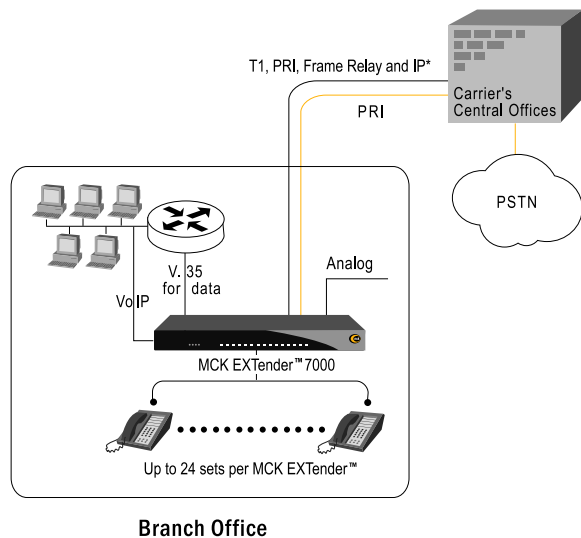 T1, PRI, Frame Relay and IP*
PRI
Carrier's
Central Offices
PSTN
Analog
V. 35
for data
VoIP
MCK EXTender™ 7000
Up to 24 sets per MCK EXTender™
Branch Office